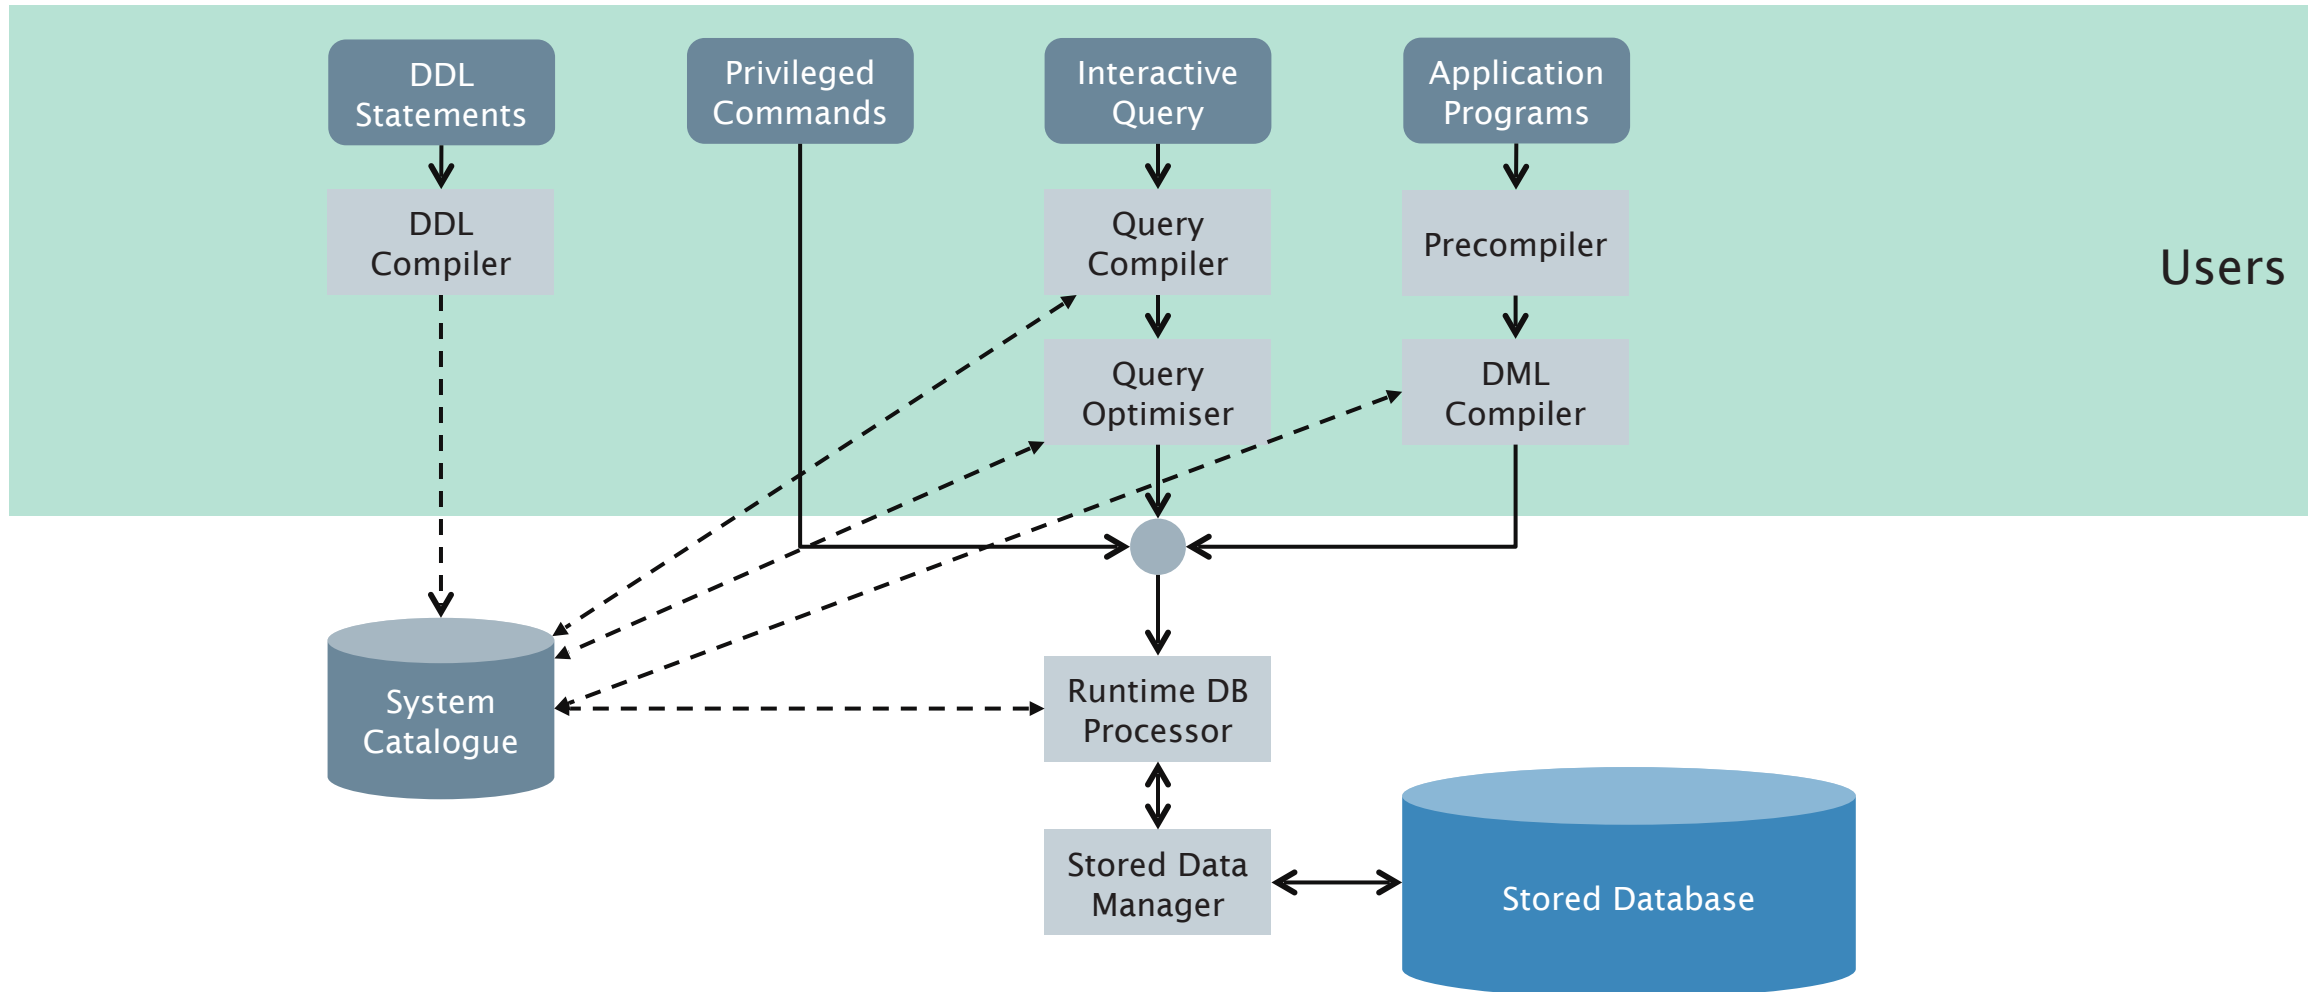 DDL
Statements
Privileged
Commands
Interactive
Query
Application
Programs
DDL
Compiler
Query
Compiler
Precompiler
Users
Query
Optimiser
DML
Compiler
System
Catalogue
Runtime DB
Processor
Stored Data
Manager
Stored Database